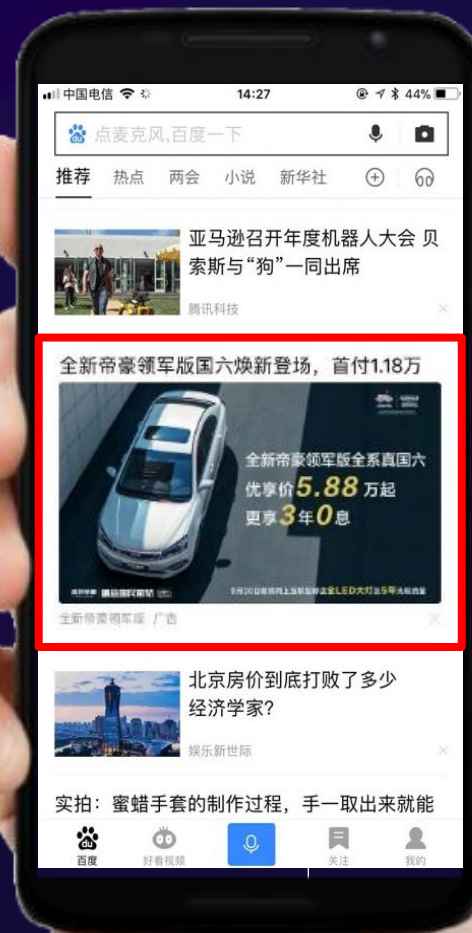 中国电信
14:27
44%
点麦克风,百度一下
推荐 热点 两会 小说 新华社
亚马逊召开年度机器人大会 贝
索斯与“狗”一同出席
腾讯科技
全新帝豪领军版国六焕新登场，首付1.18万
全新帝豪领军版全系真国六
优享价5.88万起
更享3年0息
全新帝豪领军版 广告
北京房价到底打败了多少
经济学家?
娱乐新世际
实拍：蜜蜡手套的制作过程，手一取出来就能
百度 好看视频 关注 我的